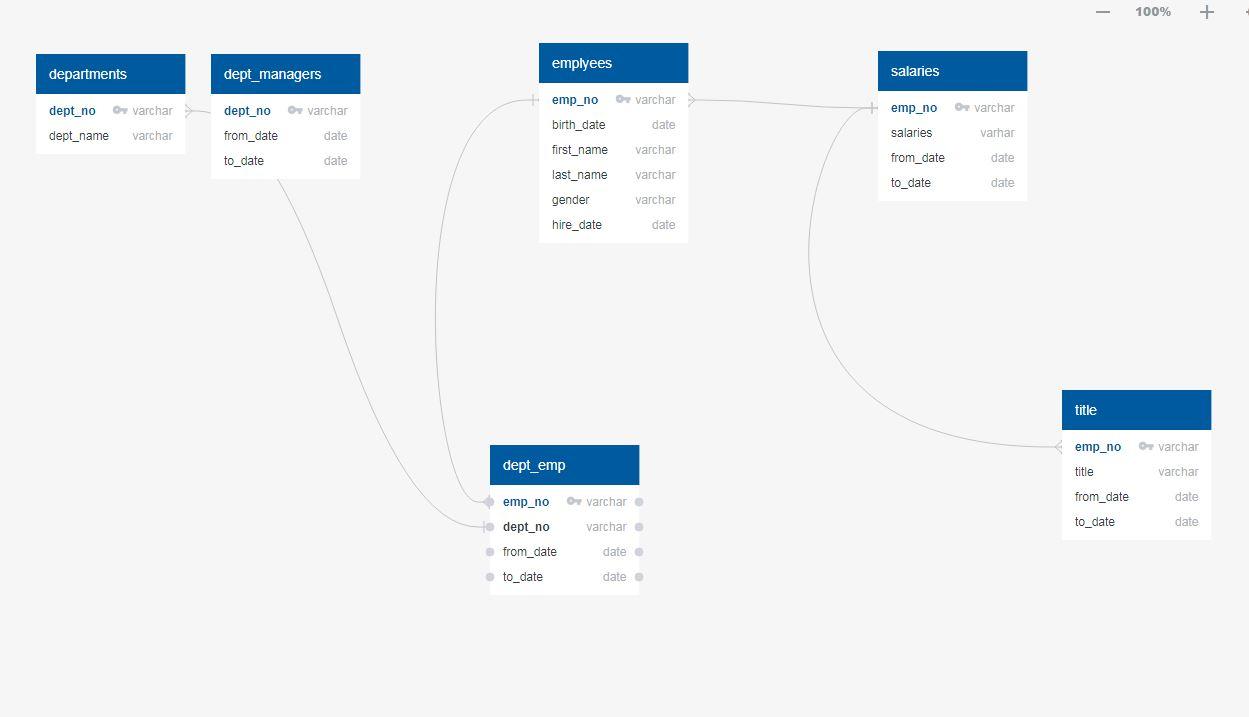 100%
departments
dept_no varchar
dept_name varchar
dept_managers
dept_no varchar
from_date date
to_date date
emplyees
emp_no varchar
birth_date date
first_name varchar
last_name varchar
gender varchar
hire_date date
salaries
emp_no varchar
salaries varhar
from_date date
to_date date
title
emp_no varchar
title varchar
from_date date
to_date date
dept_emp
emp_no varchar
dept_no varchar
from_date date
to_date date